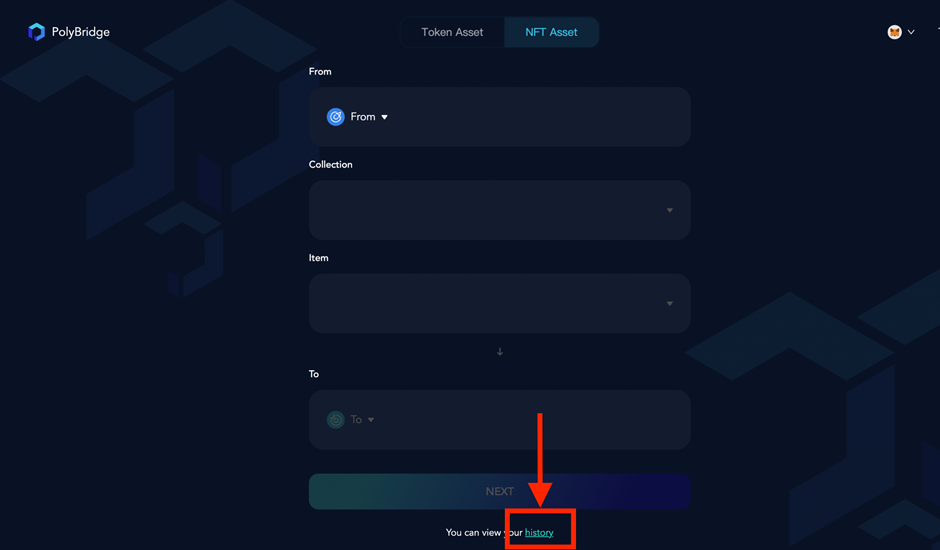 PolyBridge
Token Asset
NFT Asset
From
From
Collection
Item
To
To
NEXT
You can view your history